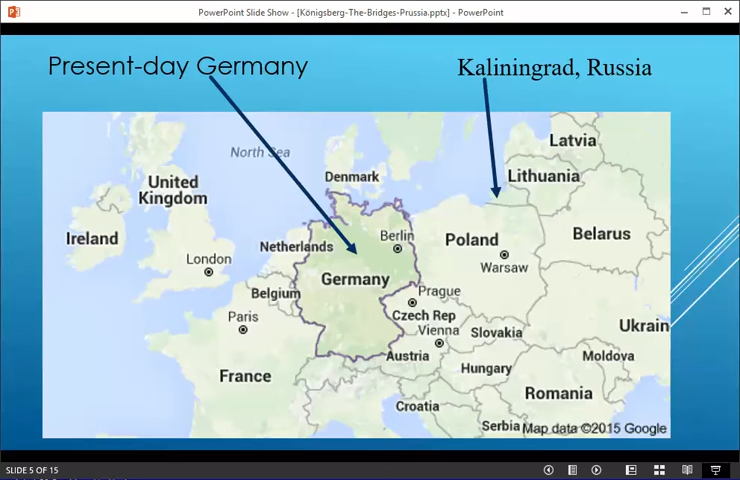 PowerPoint Slide Show - [Königsberg-The-Bridges-Prussia.pptx] - PowerPoint
Present-day Germany
Kaliningrad, Russia
Latvia
North Sea
Denmark
Lithuania
United
Kingdom
Ireland
Netherlands
Berlin
Poland
Belarus
London
Warsaw
Germany
Belgium
Prague
Paris
Czech Rep
Vienna
Slovakia
Ukrain
Austria
Moldova
France
Hungary
Romania
Croatia
Serbia
Map data ©2015 Google
SLIDE 5 OF 15